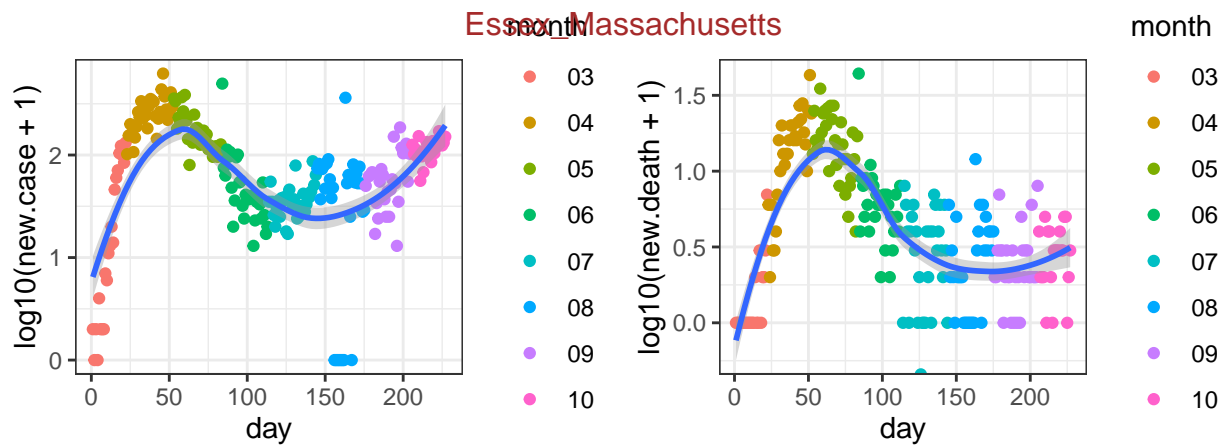 Essex_Massachusetts
log10(new.case + 1)
2
1
0
0 50 100 150 200
day
month
03
04
05
06
07
08
09
10
log10(new.death + 1)
1.5
1.0
0.5
0.0
0 50 100 150 200
day
month
03
04
05
06
07
08
09
10